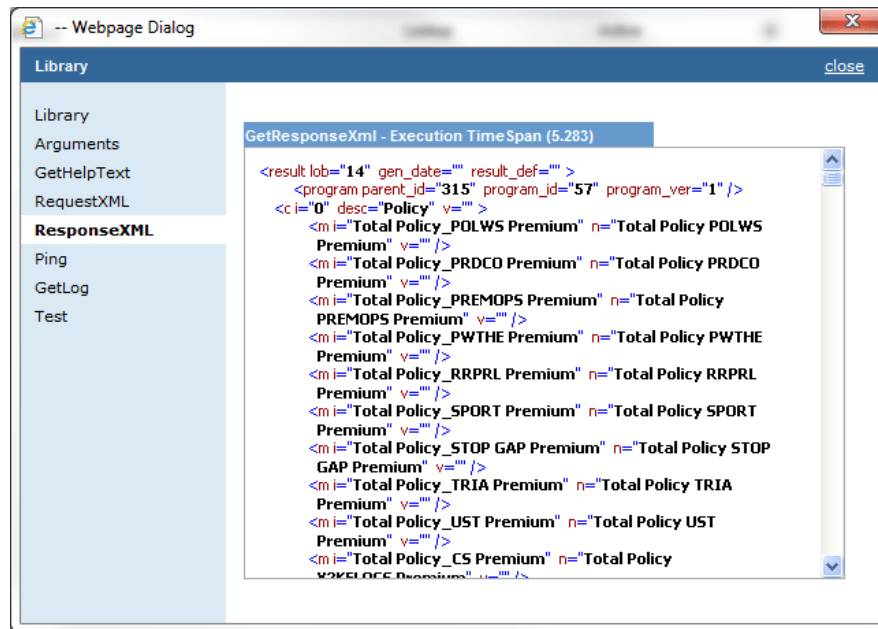 -- Webpage Dialog
Library
close
Library
Arguments
GetHelpText
RequestXML
ResponseXML
Ping
GetLog
Test
GetResponseXml - Execution TimeSpan (5.283)
<result lob="14" gen_date="" result_def="" >
<program parent_id="315" program_id="57" program_ver="1" />
<c i="0" desc="Policy" v="" >
<m i="Total Policy_POLWS Premium" n="Total Policy POLWS
Premium" v="" />
<m i="Total Policy_PRDCO Premium" n="Total Policy PRDCO
Premium" v="" />
<m i="Total Policy_PREMOPS Premium" n="Total Policy
PREMOPS Premium" v="" />
<m i="Total Policy_PWTHE Premium" n="Total Policy PWTHE
Premium" v="" />
<m i="Total Policy_RRPRL Premium" n="Total Policy RRPRL
Premium" v="" />
<m i="Total Policy_SPORT Premium" n="Total Policy SPORT
Premium" v="" />
<m i="Total Policy_STOP GAP Premium" n="Total Policy STOP
GAP Premium" v="" />
<m i="Total Policy_TRIA Premium" n="Total Policy TRIA
Premium" v="" />
<m i="Total Policy_UST Premium" n="Total Policy UST
Premium" v="" />
<m i="Total Policy_CS Premium" n="Total Policy
Premium" v="" />